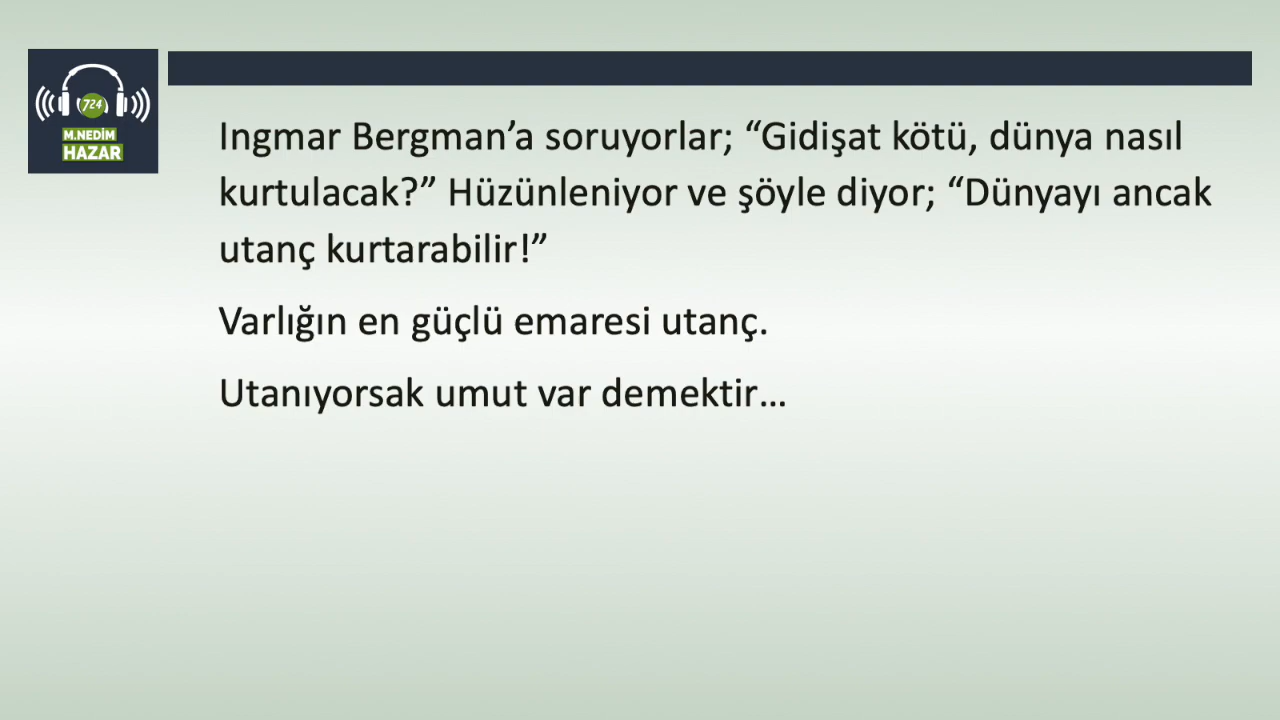 724
M.NEDİM
HAZAR
Ingmar Bergman’a soruyorlar; “Gidişat kötü, dünya nasıl
kurtulacak?” Hüzünleniyor ve şöyle diyor; “Dünyayı ancak
utanç kurtarabilir!”
Varlığın en güçlü emaresi utanç.
Utanıyorsak umut var demektir…